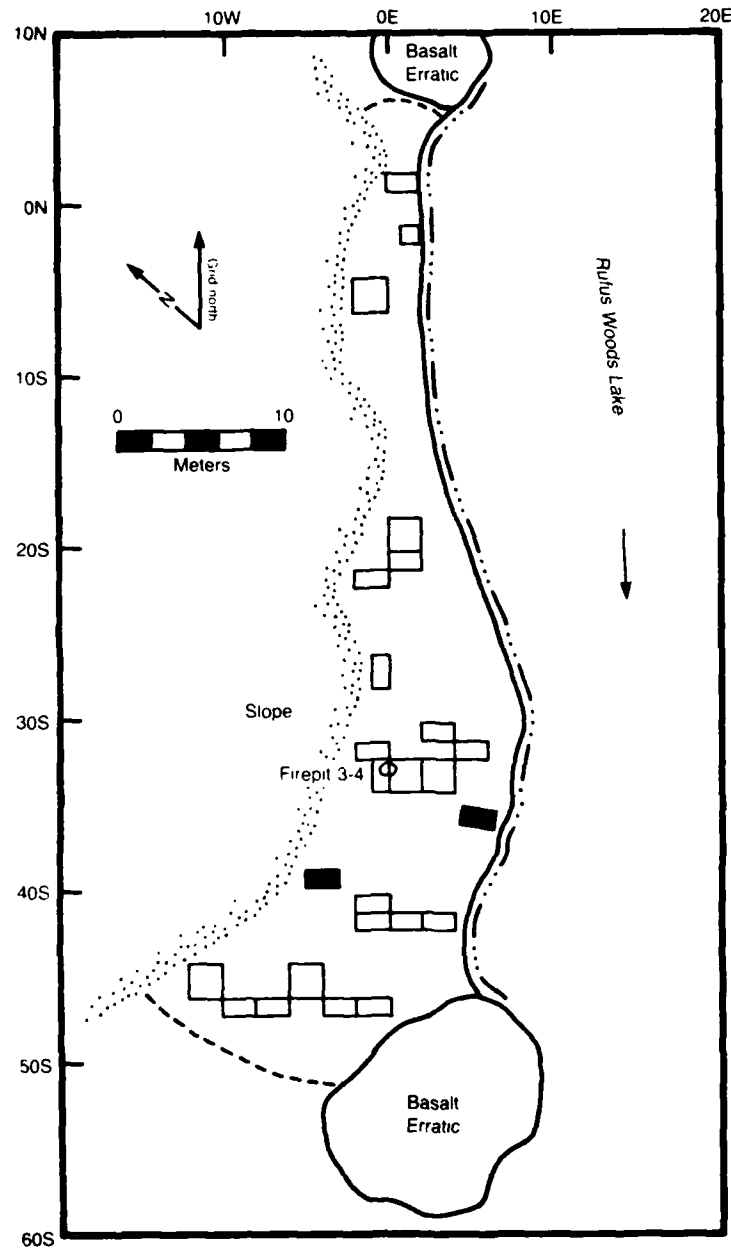 10W 0E 10E 20E
10N
Basalt
Erratic
0N
Grid north
N
Rufus Woods Lake
10S
0 10
Meters
20S
30S
Slope
Firepit 3-4
40S
50S
Basalt
Erratic
60S